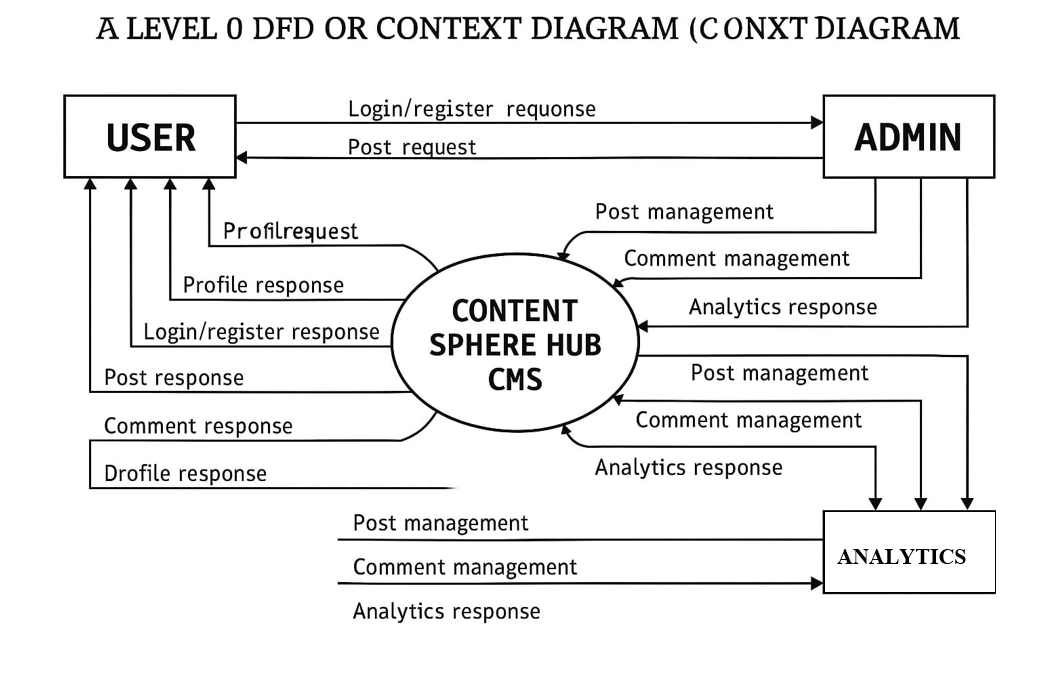 A LEVEL 0 DFD OR CONTEXT DIAGRAM (CONXT DIAGRAM
USER
Login/register requonse
Post request
ADMIN
Post management
Profilrequest
Comment management
Profile response
Analytics response
Login/register response
CONTENT
SPHERE HUB
CMS
Post response
Post management
Comment response
Comment management
Drofile response
Analytics response
Post management
Comment management
Analytics response
ANALYTICS